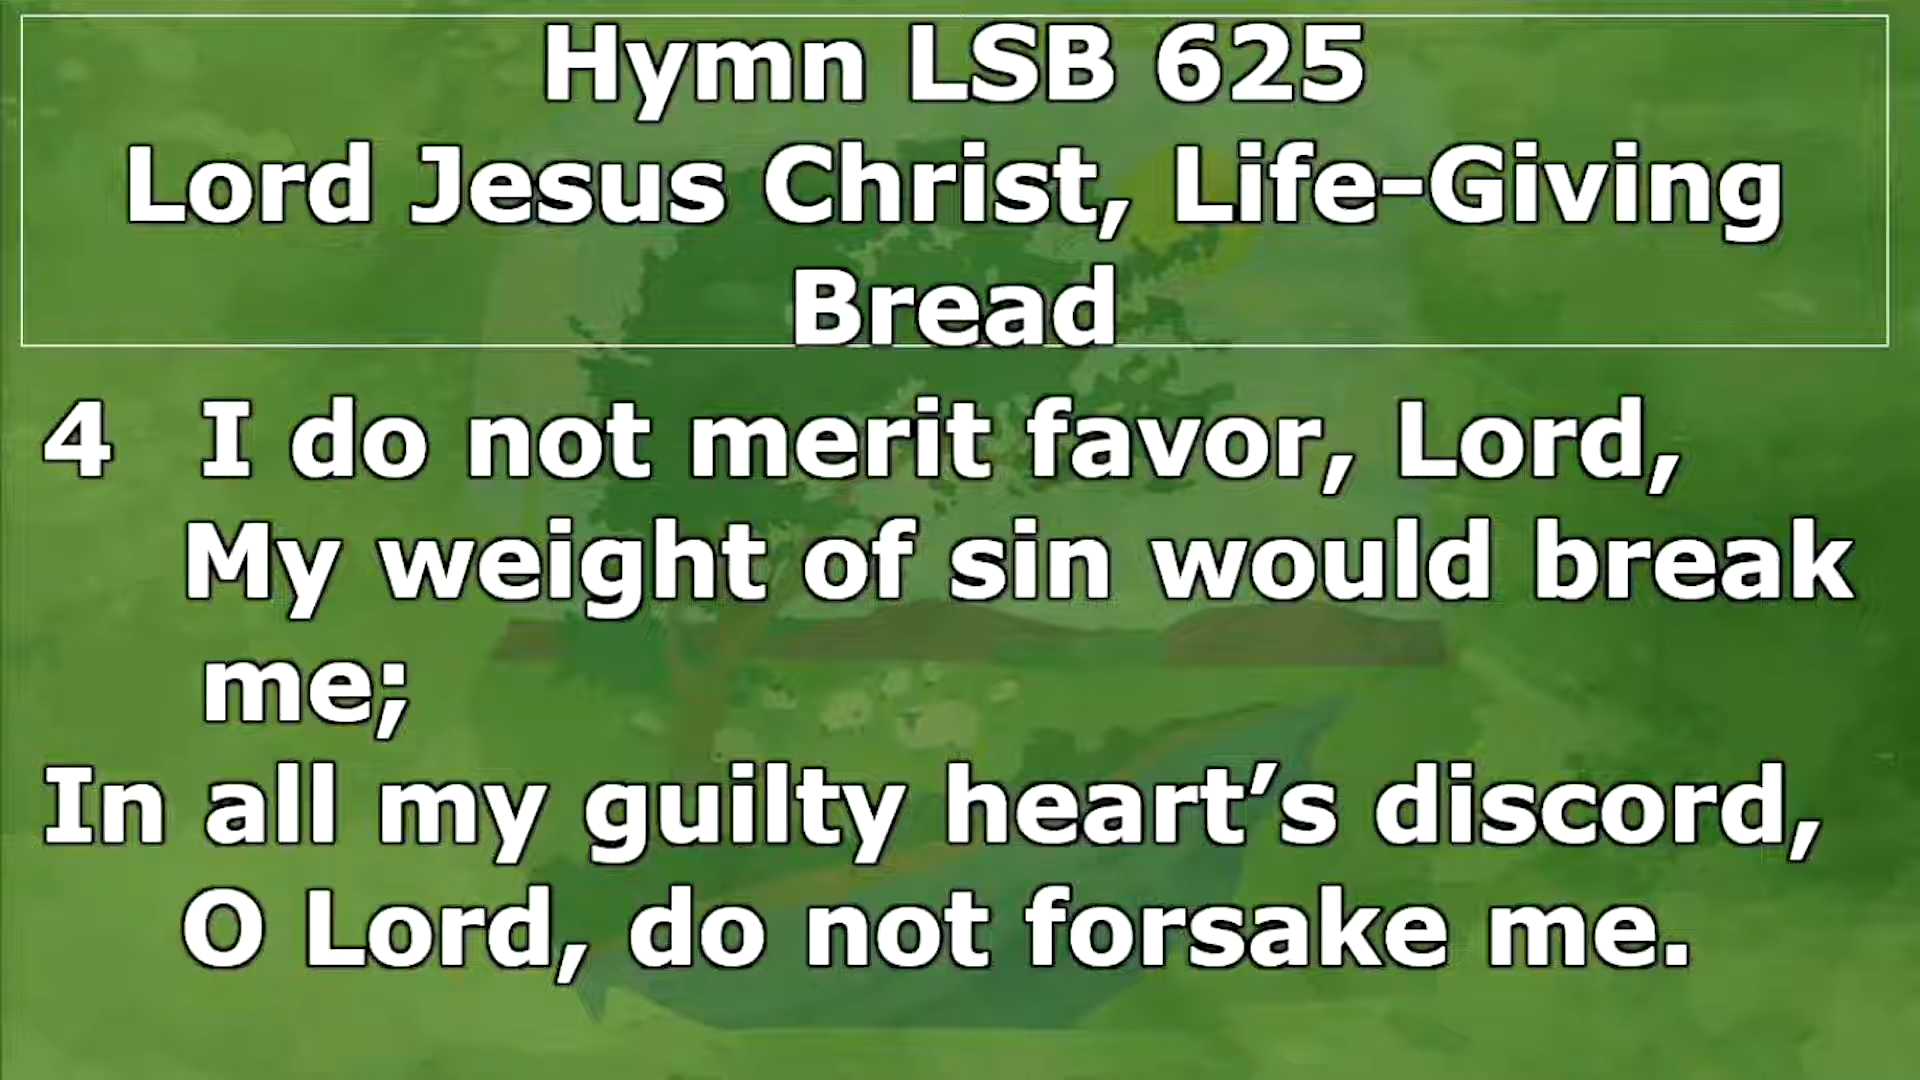 Hymn LSB 625
Lord Jesus Christ, Life-Giving
Bread
4 I do not merit favor, Lord,
My weight of sin would break
me;
In all my guilty heart’s discord,
O Lord, do not forsake me.